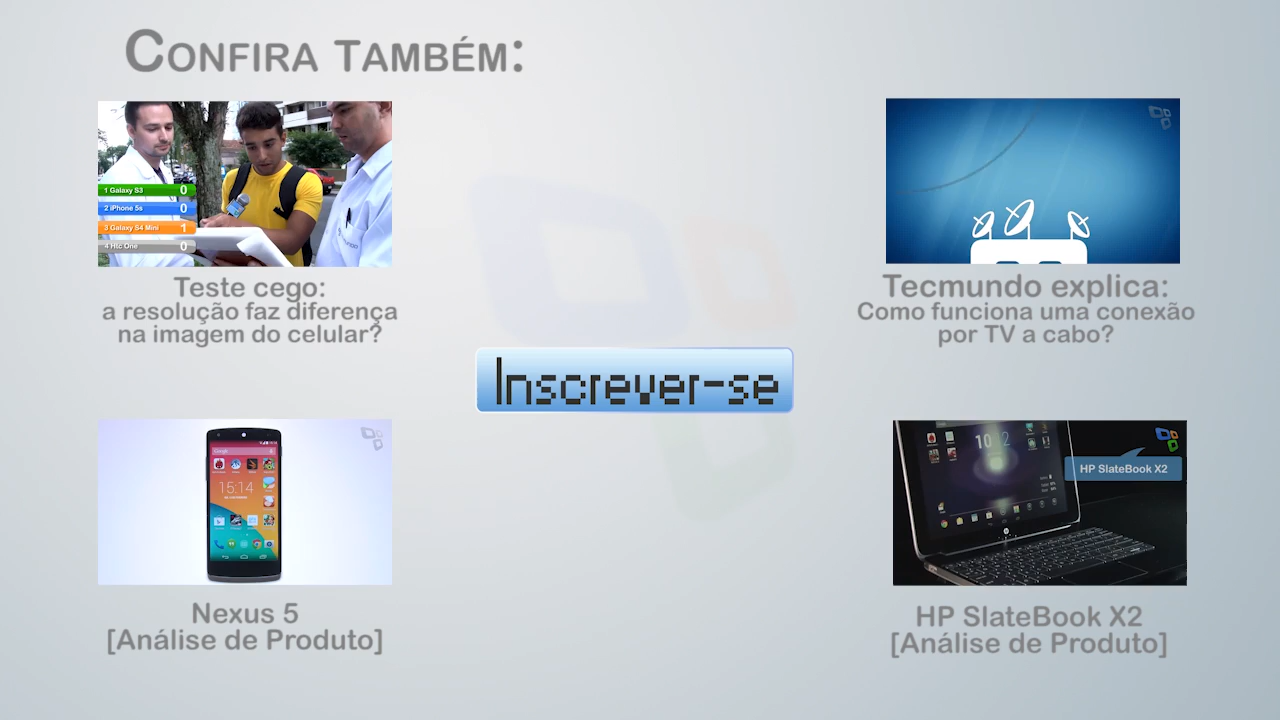 Confira Também:
1 Galaxy S3 0
2 iPhone 5s 0
3 Galaxy S4 Mini 1
4 Htc One 0
Teste cego:
a resolução faz diferença
na imagem do celular?
Tecmundo explica:
Como funciona uma conexão
por TV a cabo?
Inscrever-se
Google
15:14
Nexus 5
[Análise de Produto]
HP SlateBook X2
HP SlateBook X2
[Análise de Produto]